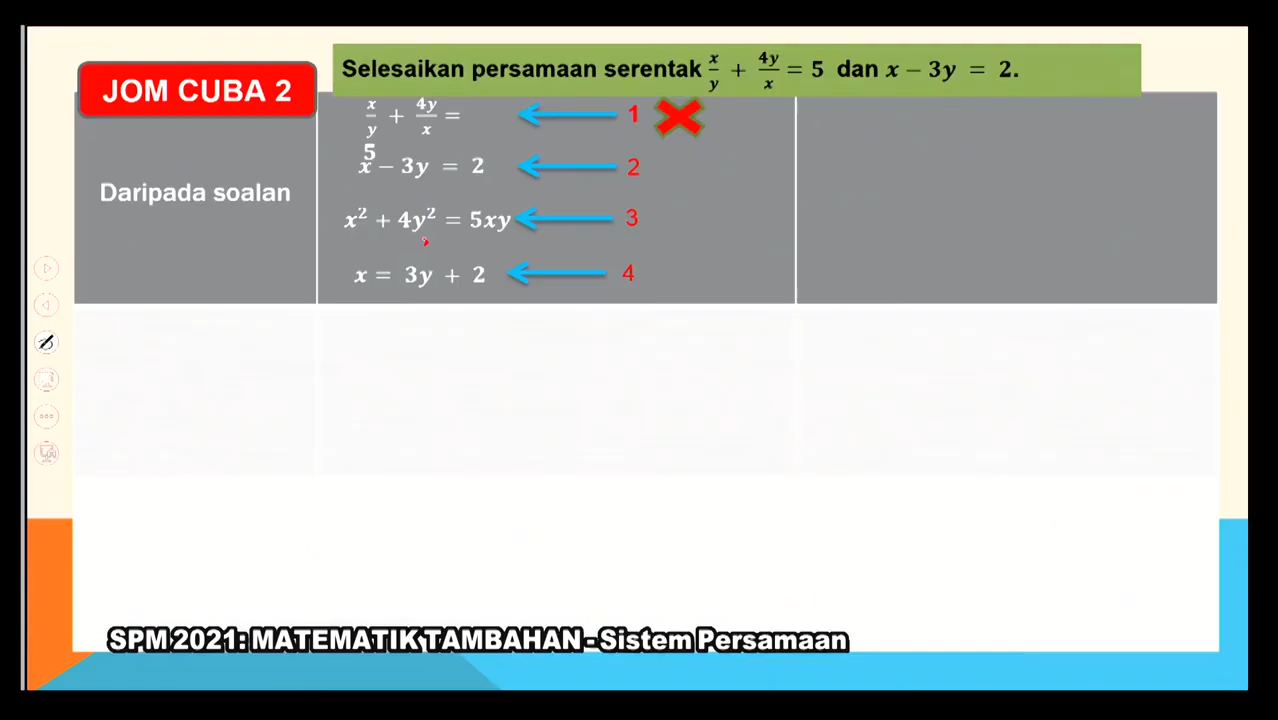 JOM CUBA 2
Selesaikan persamaan serentak x/y + 4y/x = 5 dan x − 3y = 2.
Daripada soalan
x/y + 4y/x = 5 1
x − 3y = 2 2
x² + 4y² = 5xy 3
x = 3y + 2 4
SPM 2021: MATEMATIK TAMBAHAN - Sistem Persamaan